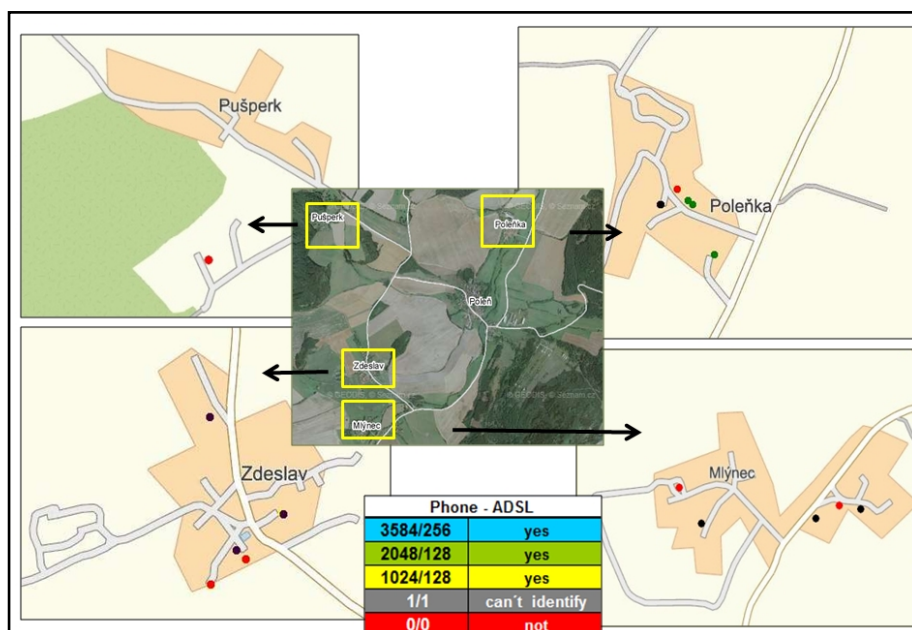 Pušperk
Poleňka
Pušperk
Poleňka
Poleň
Zdeslav
Mlýnec
Zdeslav
Mlýnec
Phone - ADSL
3584/256 yes
2048/128 yes
1024/128 yes
1/1 can´t identify
0/0 not